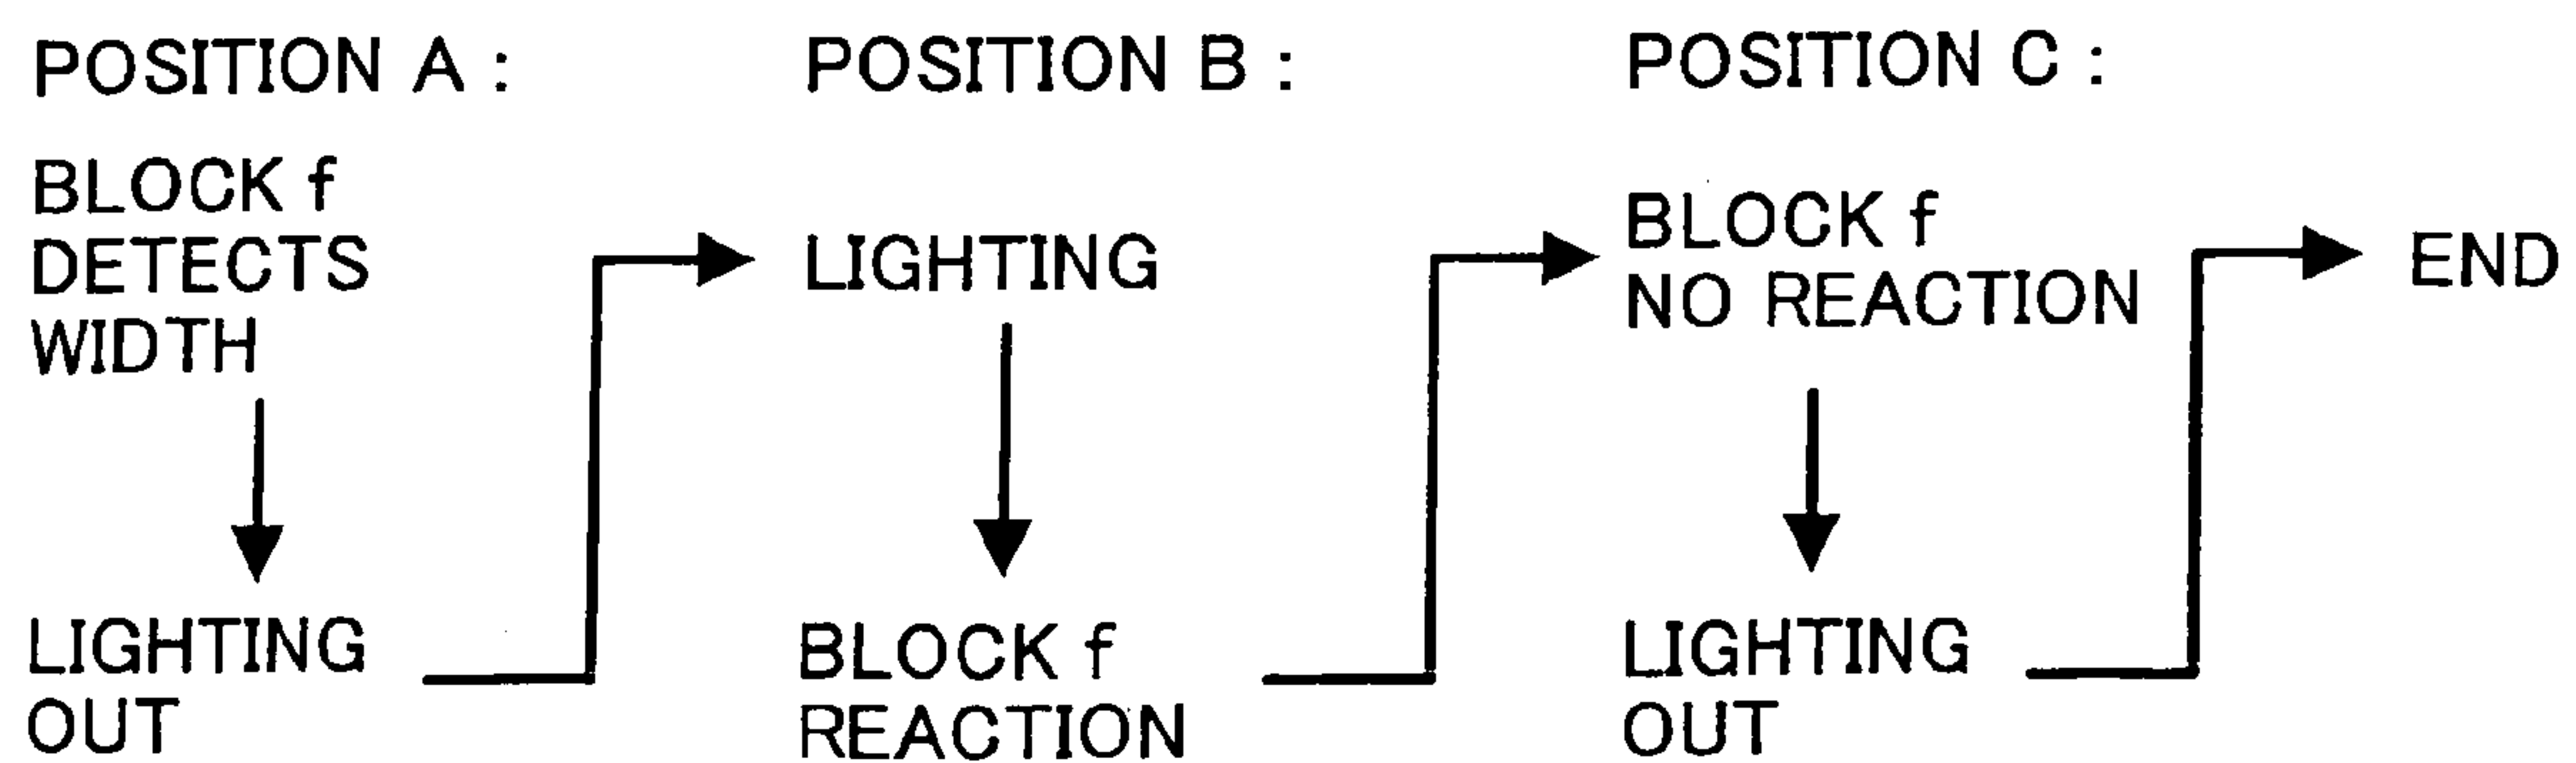 POSITION A :
BLOCK f
DETECTS
WIDTH
LIGHTING
OUT
POSITION B :
LIGHTING
BLOCK f
REACTION
POSITION C :
BLOCK f
NO REACTION
LIGHTING
OUT
END